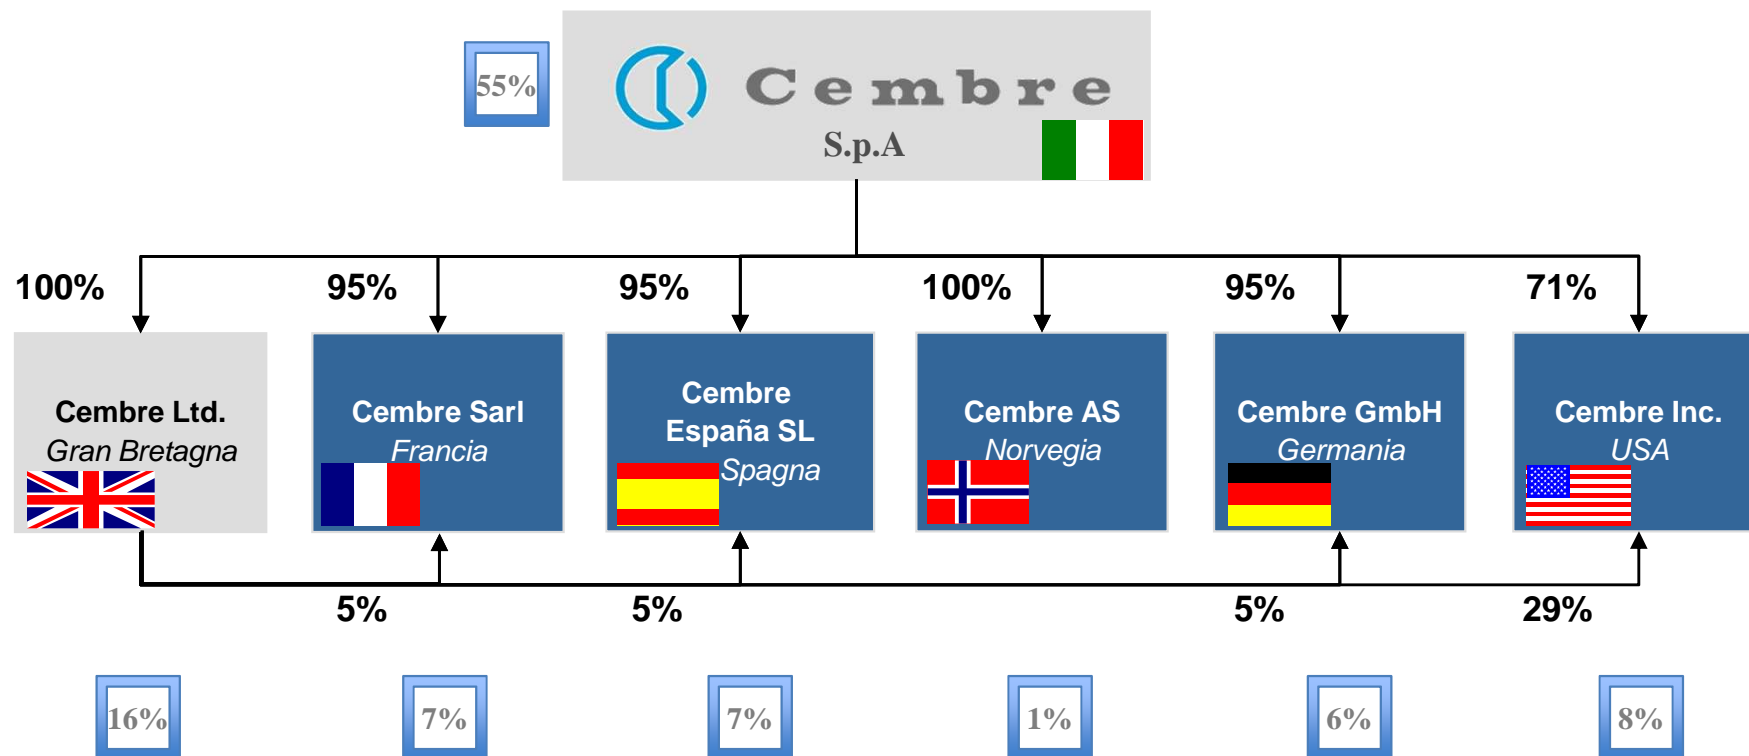 55%
Cembre
S.p.A
100%
95%
95%
100%
95%
71%
Cembre Ltd.
Gran Bretagna
Cembre Sarl
Francia
Cembre
España SL
Spagna
Cembre AS
Norvegia
Cembre GmbH
Germania
Cembre Inc.
USA
5%
5%
5%
29%
16%
7%
7%
1%
6%
8%